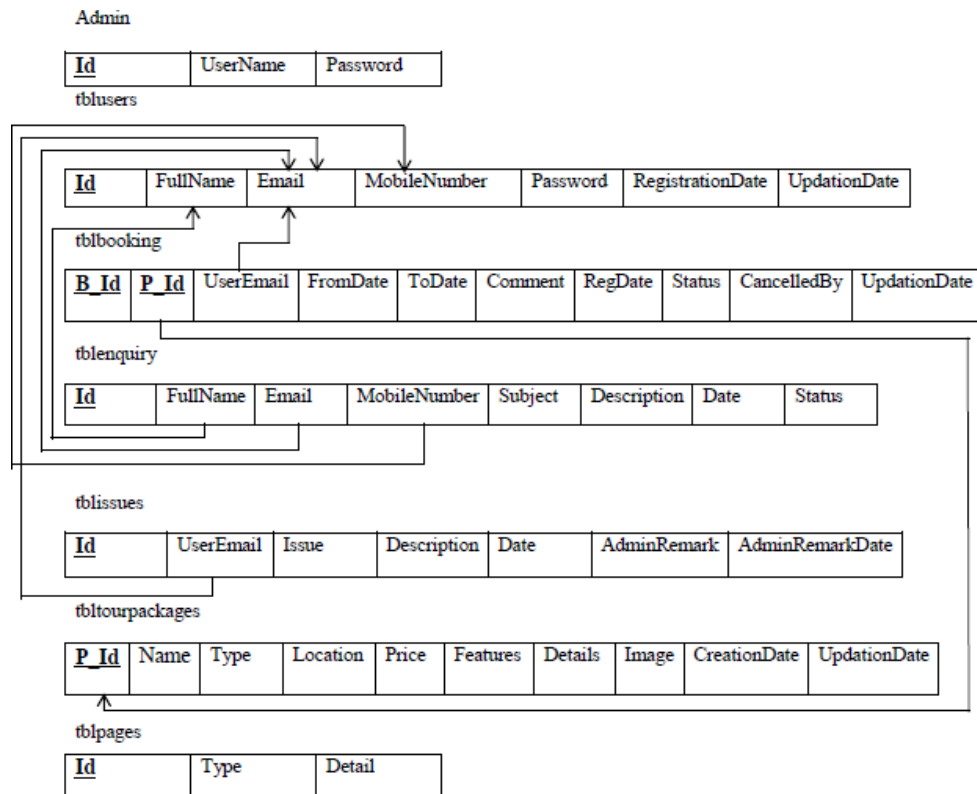 Admin
Id UserName Password
tblusers
Id FullName Email MobileNumber Password RegistrationDate UpdationDate
tblbooking
B_Id P_Id UserEmail FromDate ToDate Comment RegDate Status CancelledBy UpdationDate
tblenquiry
Id FullName Email MobileNumber Subject Description Date Status
tblissues
Id UserEmail Issue Description Date AdminRemark AdminRemarkDate
tbltourpackages
P_Id Name Type Location Price Features Details Image CreationDate UpdationDate
tblpages
Id Type Detail